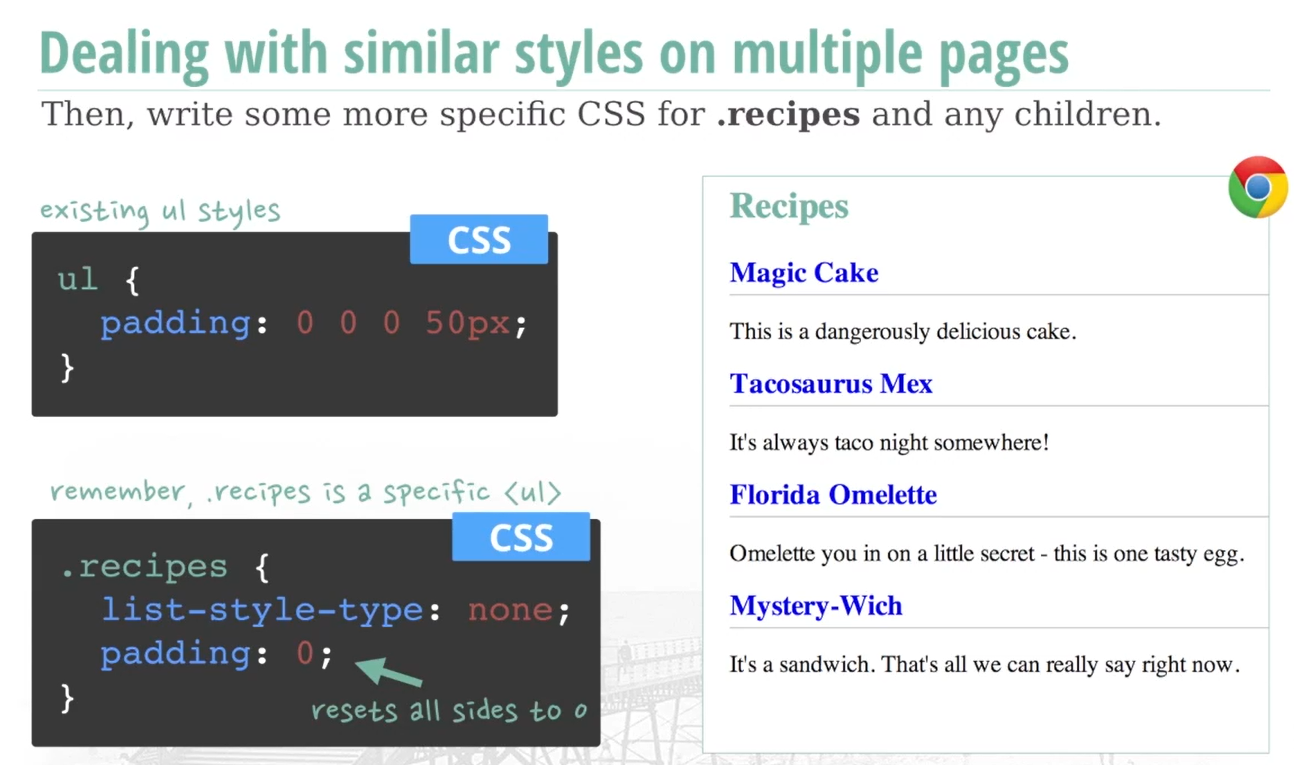 Dealing with similar styles on multiple pages
Then, write some more specific CSS for .recipes and any children.
existing ul styles
CSS
ul {
padding: 0 0 0 50px;
}
remember, .recipes is a specific <ul>
CSS
.recipes {
list-style-type: none;
padding: 0;
}
resets all sides to 0
Recipes
Magic Cake
This is a dangerously delicious cake.
Tacosaurus Mex
It's always taco night somewhere!
Florida Omelette
Omelette you in on a little secret - this is one tasty egg.
Mystery-Wich
It's a sandwich. That's all we can really say right now.